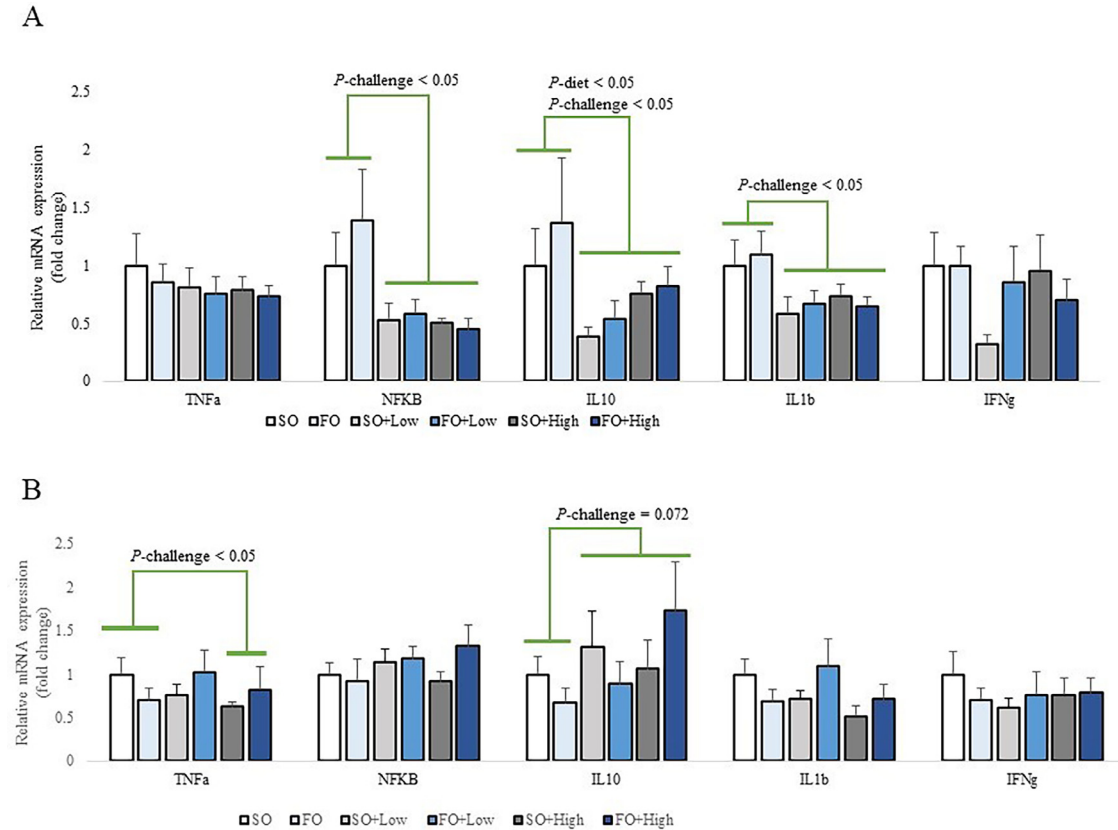 A
P-challenge < 0.05
P-diet < 0.05
P-challenge < 0.05
P-challenge < 0.05
Relative mRNA expression
(fold change)
2.5
2
1.5
1
0.5
0
TNFa NFKB IL10 IL1b IFNg
SO FO SO+Low FO+Low SO+High FO+High
B
P-challenge < 0.05
P-challenge = 0.072
Relative mRNA expression
(fold change)
2.5
2
1.5
1
0.5
0
TNFa NFKB IL10 IL1b IFNg
SO FO SO+Low FO+Low SO+High FO+High